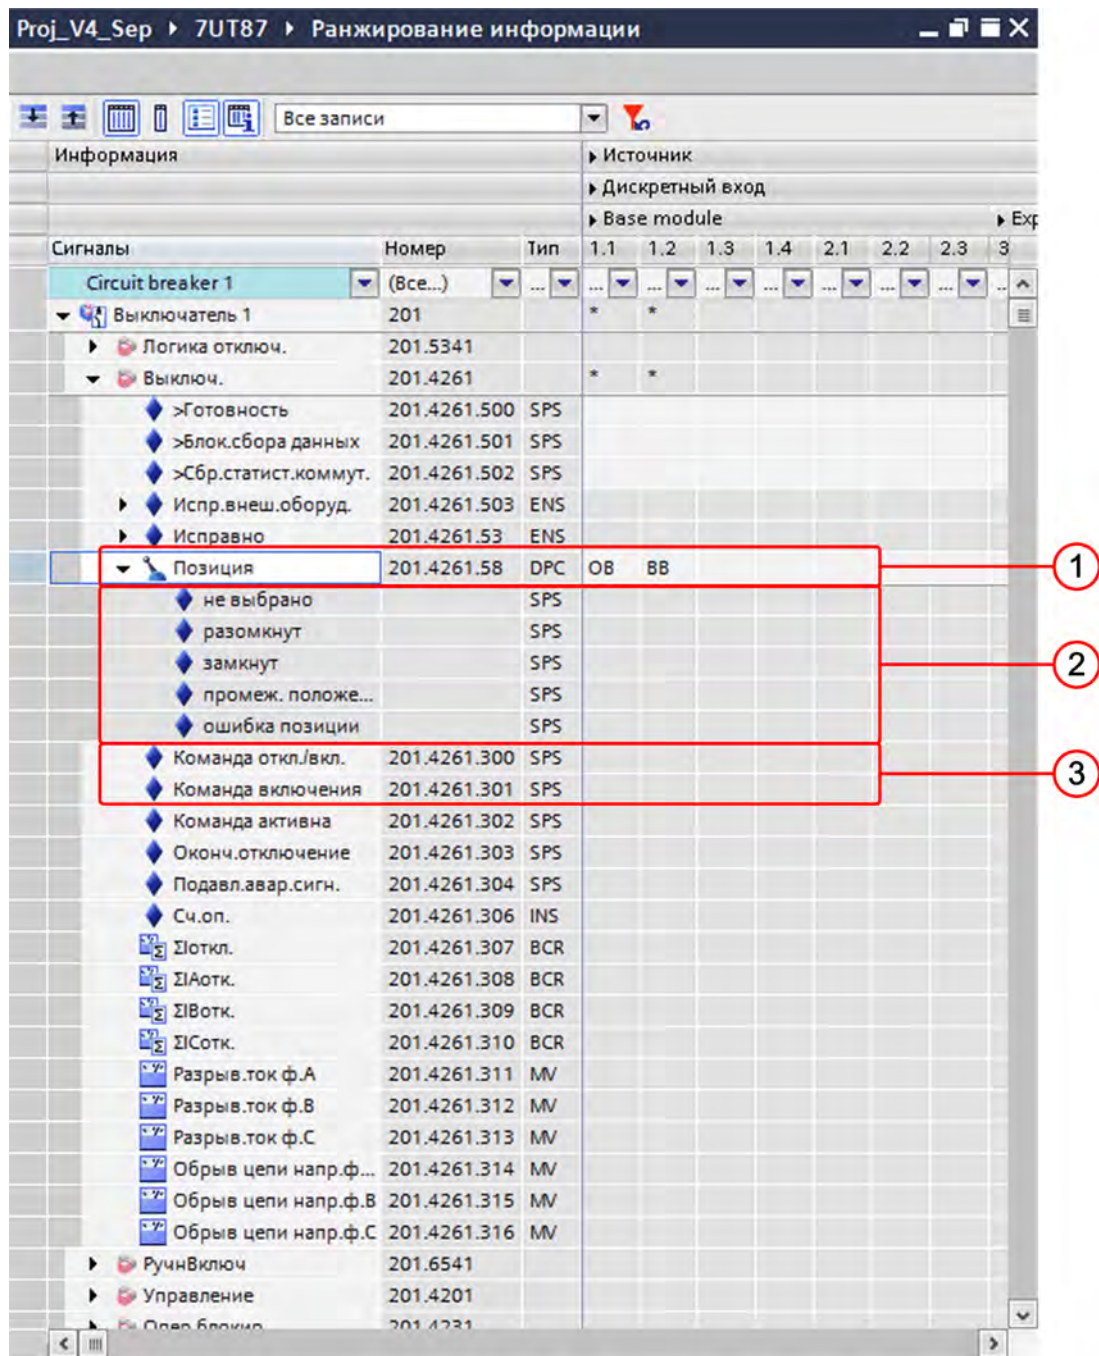 Proj_V4_Sep 7UT87 Ранжирование информации
Все записи
Информация Источник
Дискретный вход
Base module Exp
Сигналы Номер Тип 1.1 1.2 1.3 1.4 2.1 2.2 2.3 3
Circuit breaker 1 (Все...) ... ... ... ... ... ... ... ... ..
Выключатель 1 201 * *
Логика отключ. 201.5341
Выключ. 201.4261 * *
>Готовность 201.4261.500 SPS
>Блок.сбора данных 201.4261.501 SPS
>Сбр.статист.коммут. 201.4261.502 SPS
Испр.внеш.оборуд. 201.4261.503 ENS
Исправно 201.4261.53 ENS
Позиция 201.4261.58 DPC ОВ ВВ 1
не выбрано SPS
разомкнут SPS
замкнут SPS 2
промеж. положе... SPS
ошибка позиции SPS
Команда откл./вкл. 201.4261.300 SPS 3
Команда включения 201.4261.301 SPS
Команда активна 201.4261.302 SPS
Оконч.отключение 201.4261.303 SPS
Подавл.авар.сигн. 201.4261.304 SPS
Сч.оп. 201.4261.306 INS
ΣIоткл. 201.4261.307 BCR
ΣIAотк. 201.4261.308 BCR
ΣIBотк. 201.4261.309 BCR
ΣICотк. 201.4261.310 BCR
Разрыв.ток ф.A 201.4261.311 MV
Разрыв.ток ф.B 201.4261.312 MV
Разрыв.ток ф.C 201.4261.313 MV
Обрыв цепи напр.ф... 201.4261.314 MV
Обрыв цепи напр.ф.B 201.4261.315 MV
Обрыв цепи напр.ф.C 201.4261.316 MV
РучнВключ 201.6541
Управление 201.4201
Опер.блокир 201.4231